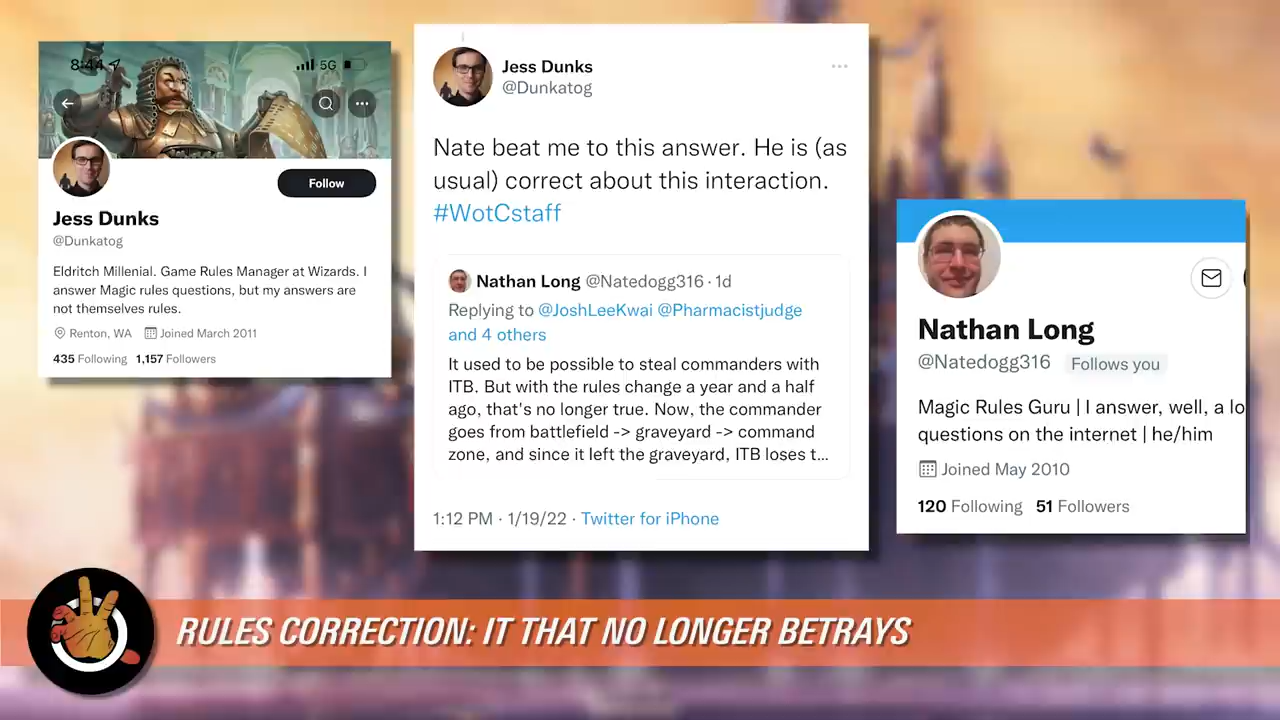 8:44
5G
Follow
Jess Dunks
@Dunkatog
Eldritch Millenial. Game Rules Manager at Wizards. I
answer Magic rules questions, but my answers are
not themselves rules.
Renton, WA Joined March 2011
435 Following 1,157 Followers
Jess Dunks
@Dunkatog
Nate beat me to this answer. He is (as
usual) correct about this interaction.
#WotCstaff
Nathan Long @Natedogg316 · 1d
Replying to @JoshLeeKwai @Pharmacistjudge
and 4 others
It used to be possible to steal commanders with
ITB. But with the rules change a year and a half
ago, that's no longer true. Now, the commander
goes from battlefield -> graveyard -> command
zone, and since it left the graveyard, ITB loses t...
1:12 PM · 1/19/22 · Twitter for iPhone
Nathan Long
@Natedogg316 Follows you
Magic Rules Guru | I answer, well, a lo
questions on the internet | he/him
Joined May 2010
120 Following 51 Followers
RULES CORRECTION: IT THAT NO LONGER BETRAYS